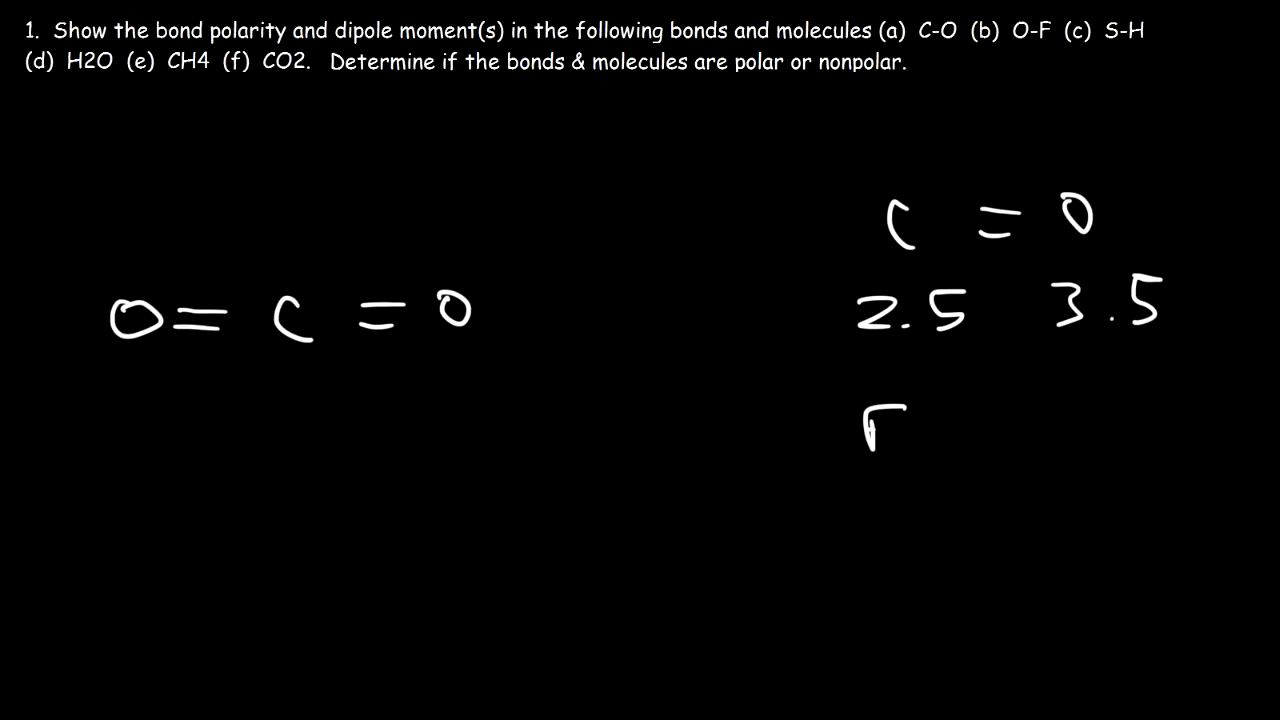 1. Show the bond polarity and dipole moment(s) in the following bonds and molecules (a) C-O (b) O-F (c) S-H
(d) H2O (e) CH4 (f) CO2. Determine if the bonds & molecules are polar or nonpolar.
C = O
O = C = O
2.5 3.5